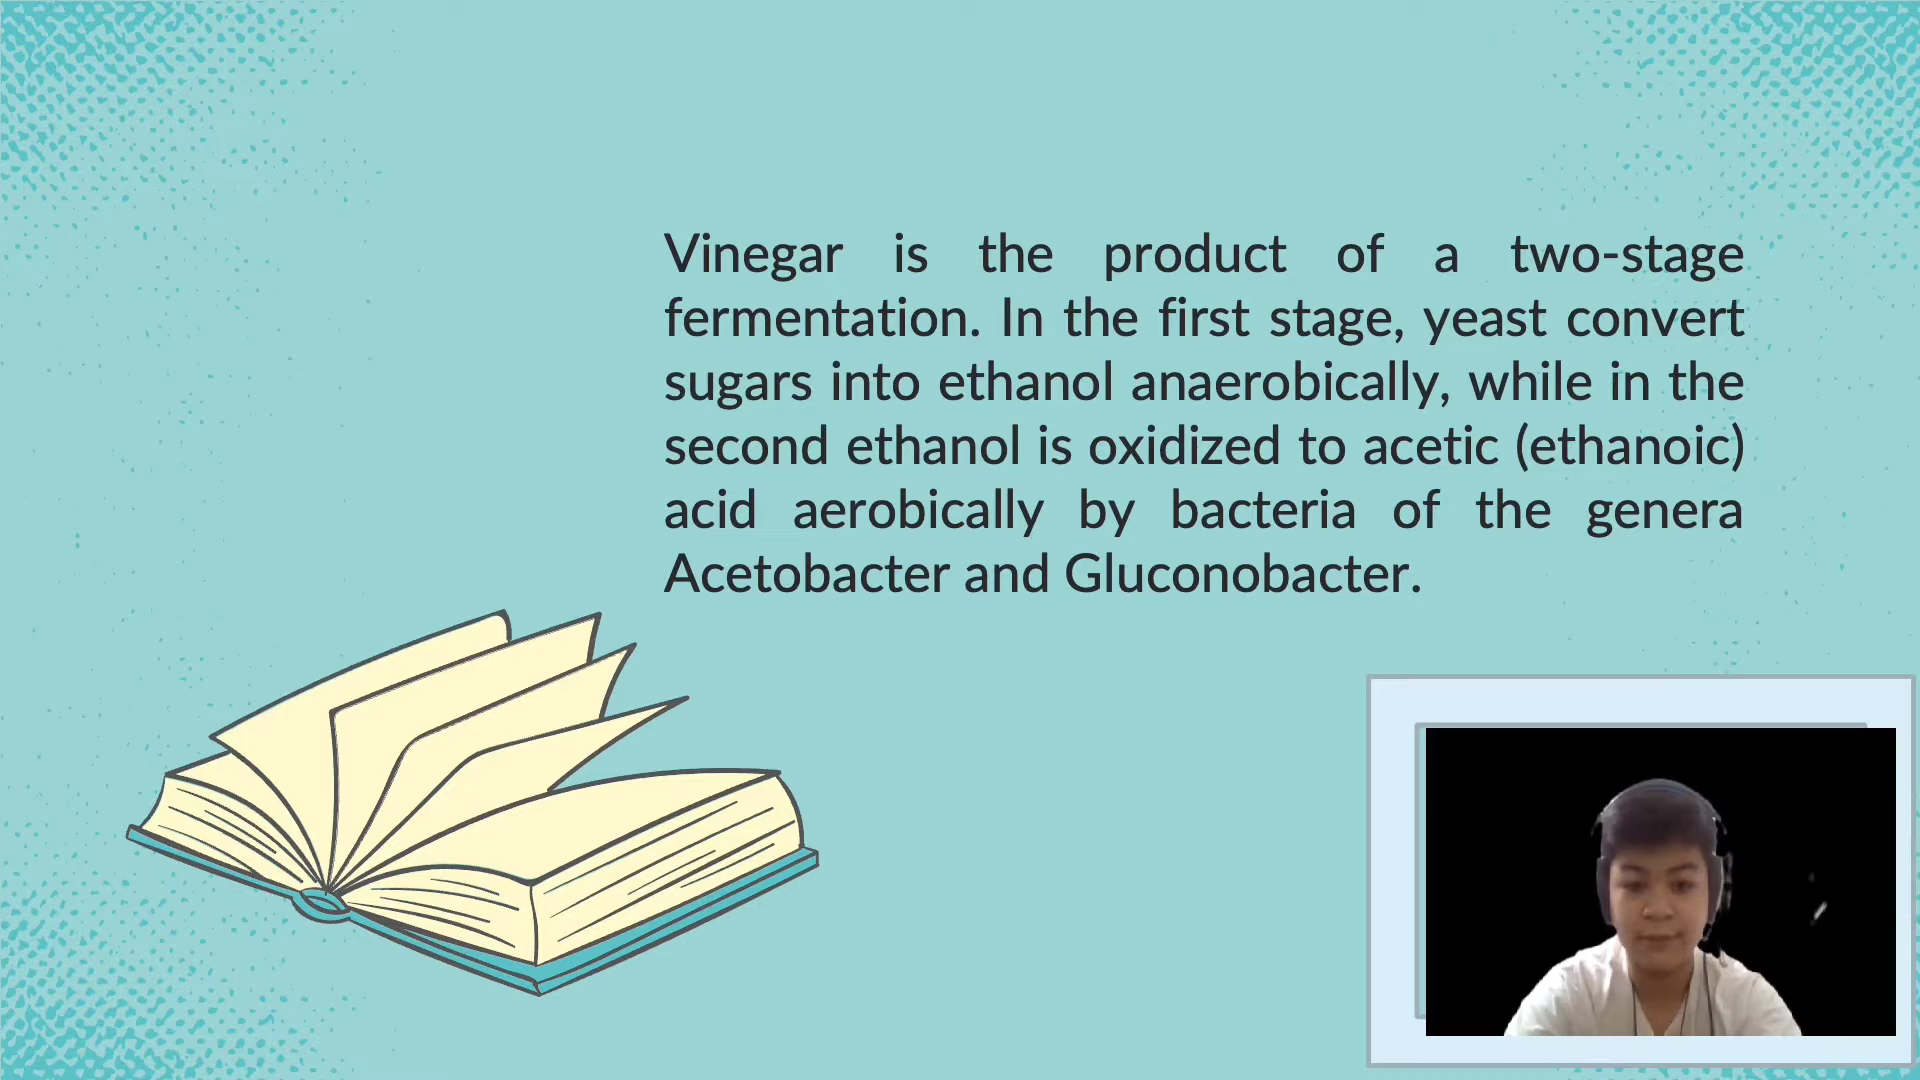 Vinegar is the product of a two-stage
fermentation. In the first stage, yeast convert
sugars into ethanol anaerobically, while in the
second ethanol is oxidized to acetic (ethanoic)
acid aerobically by bacteria of the genera
Acetobacter and Gluconobacter.